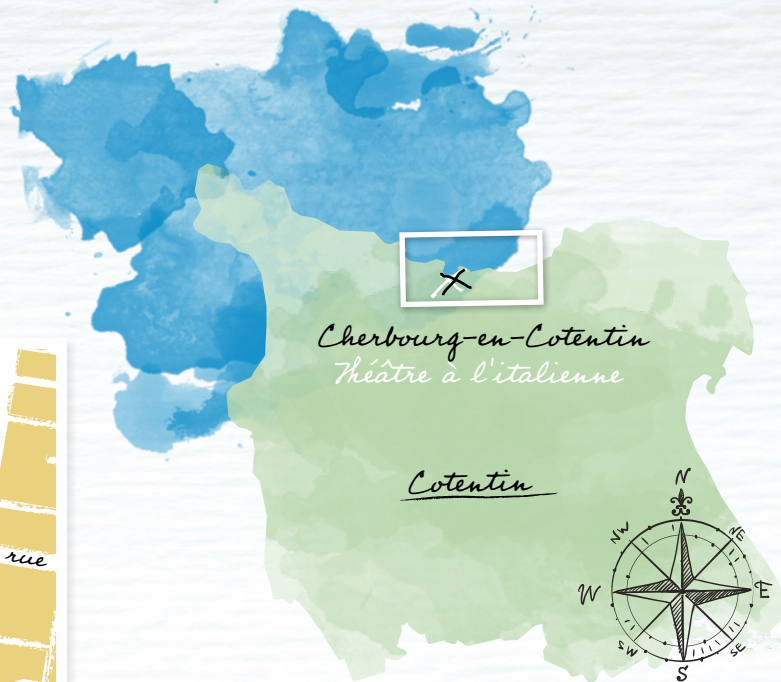 Cherbourg-en-Cotentin
Théâtre à l'italienne
Cotentin
rue
N
NW
NE
W
E
SW
SE
S